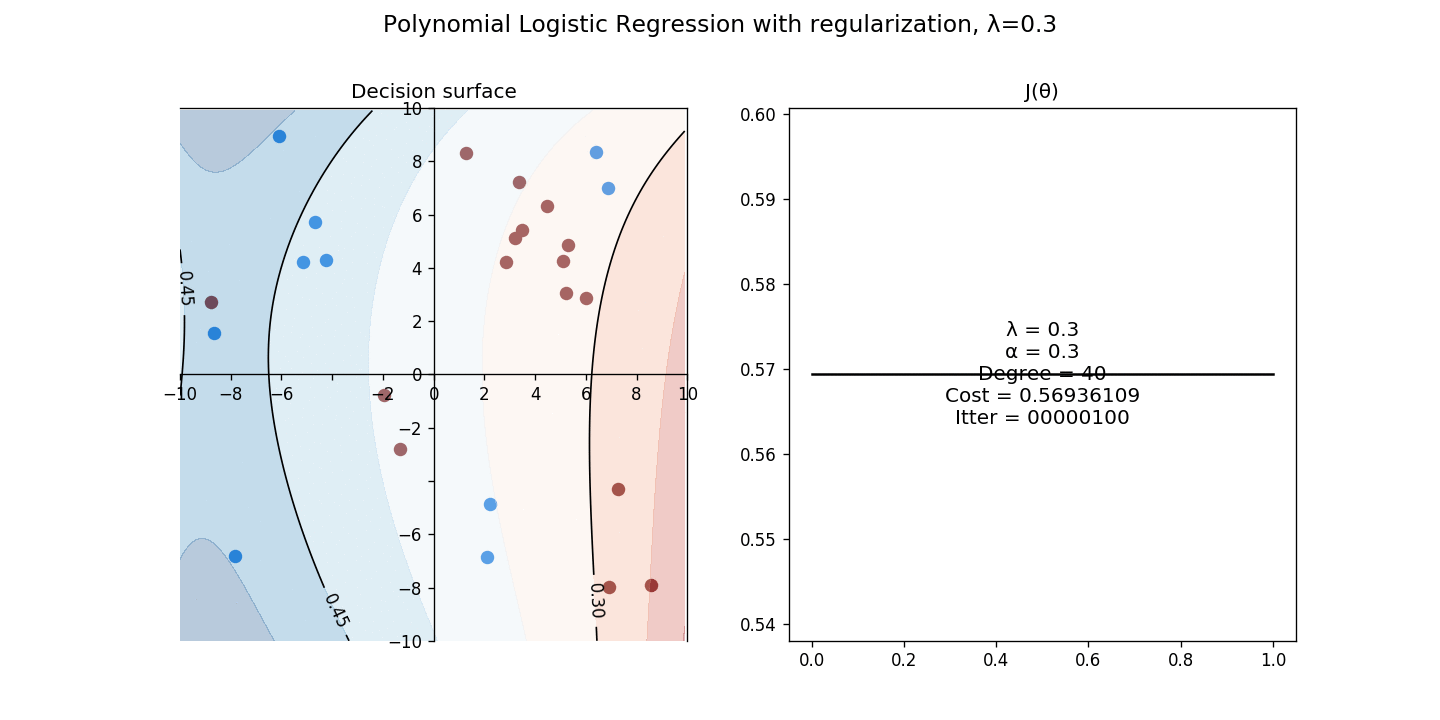 Polynomial Logistic Regression with regularization, λ=0.3
Decision surface
10
8
6
4
2
0
−2
−6
−8
−10
−10 −8 −6 −2 0 2 4 6 8 10
0.45
0.45
0.30
J(θ)
0.60
0.59
0.58
0.57
0.56
0.55
0.54
λ = 0.3
α = 0.3
Degree = 40
Cost = 0.56936109
Itter = 00000100
0.0 0.2 0.4 0.6 0.8 1.0